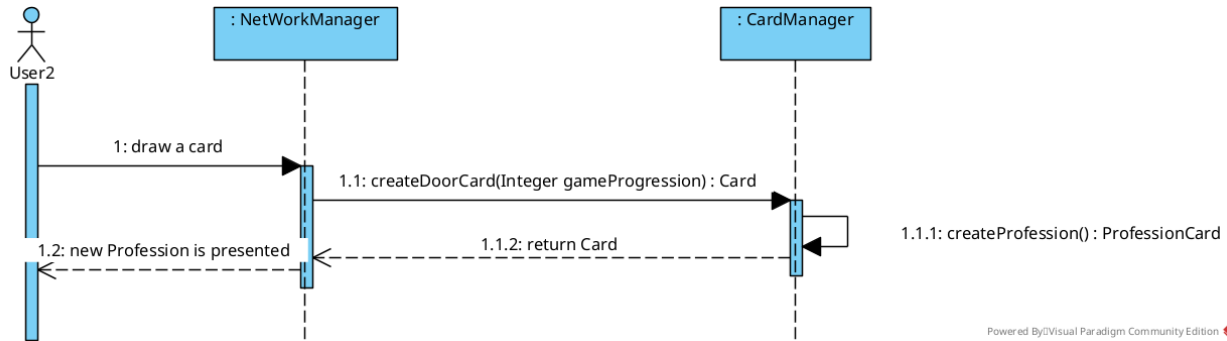 : NetWorkManager
: CardManager
User2
1: draw a card
1.1: createDoorCard(Integer gameProgression) : Card
1.1.1: createProfession() : ProfessionCard
1.1.2: return Card
1.2: new Profession is presented
Powered By▯Visual Paradigm Community Edition